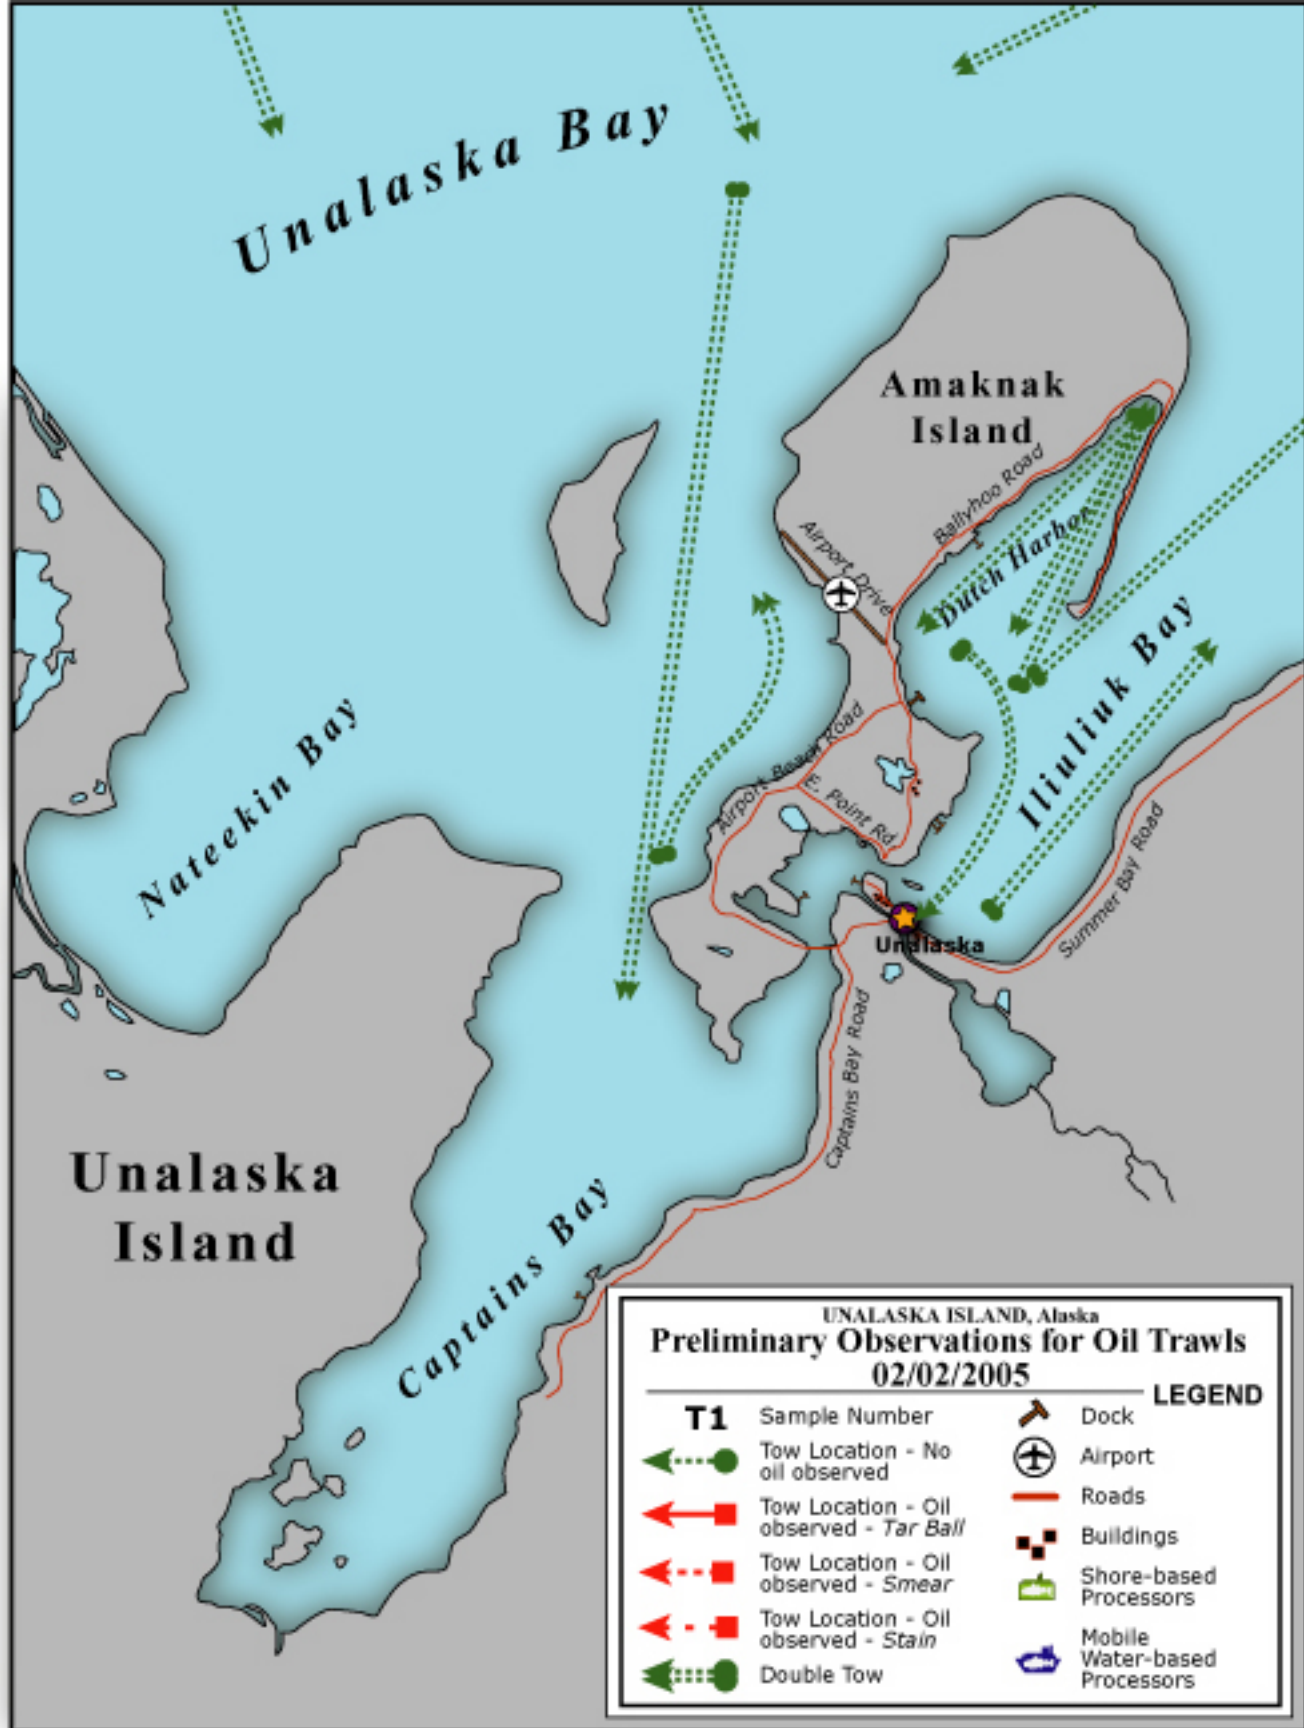 Unalaska Bay
Amaknak
Island
Ballyhoo Road
Airport Drive
Dutch Harbor
Iliuliuk Bay
Nateekin Bay
Airport Beach Road
E. Point Rd.
Summer Bay Road
Unalaska
Captains Bay Road
Unalaska
Island
Captains Bay
UNALASKA ISLAND, Alaska
Preliminary Observations for Oil Trawls
02/02/2005
LEGEND
T1 Sample Number
Tow Location - No
oil observed
Tow Location - Oil
observed - Tar Ball
Tow Location - Oil
observed - Smear
Tow Location - Oil
observed - Stain
Double Tow
Dock
Airport
Roads
Buildings
Shore-based
Processors
Mobile
Water-based
Processors